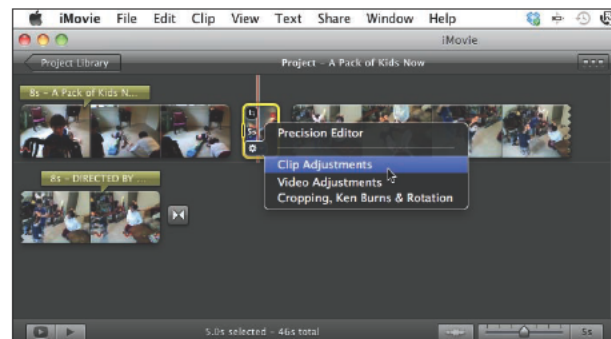 iMovie File Edit Clip View Text Share Window Help
iMovie
Project Library
Project – A Pack of Kids Now
8s – A Pack of Kids N...
5s
Precision Editor
Clip Adjustments
Video Adjustments
Cropping, Ken Burns & Rotation
8s – DIRECTED BY ...
5.0s selected – 46s total
5s